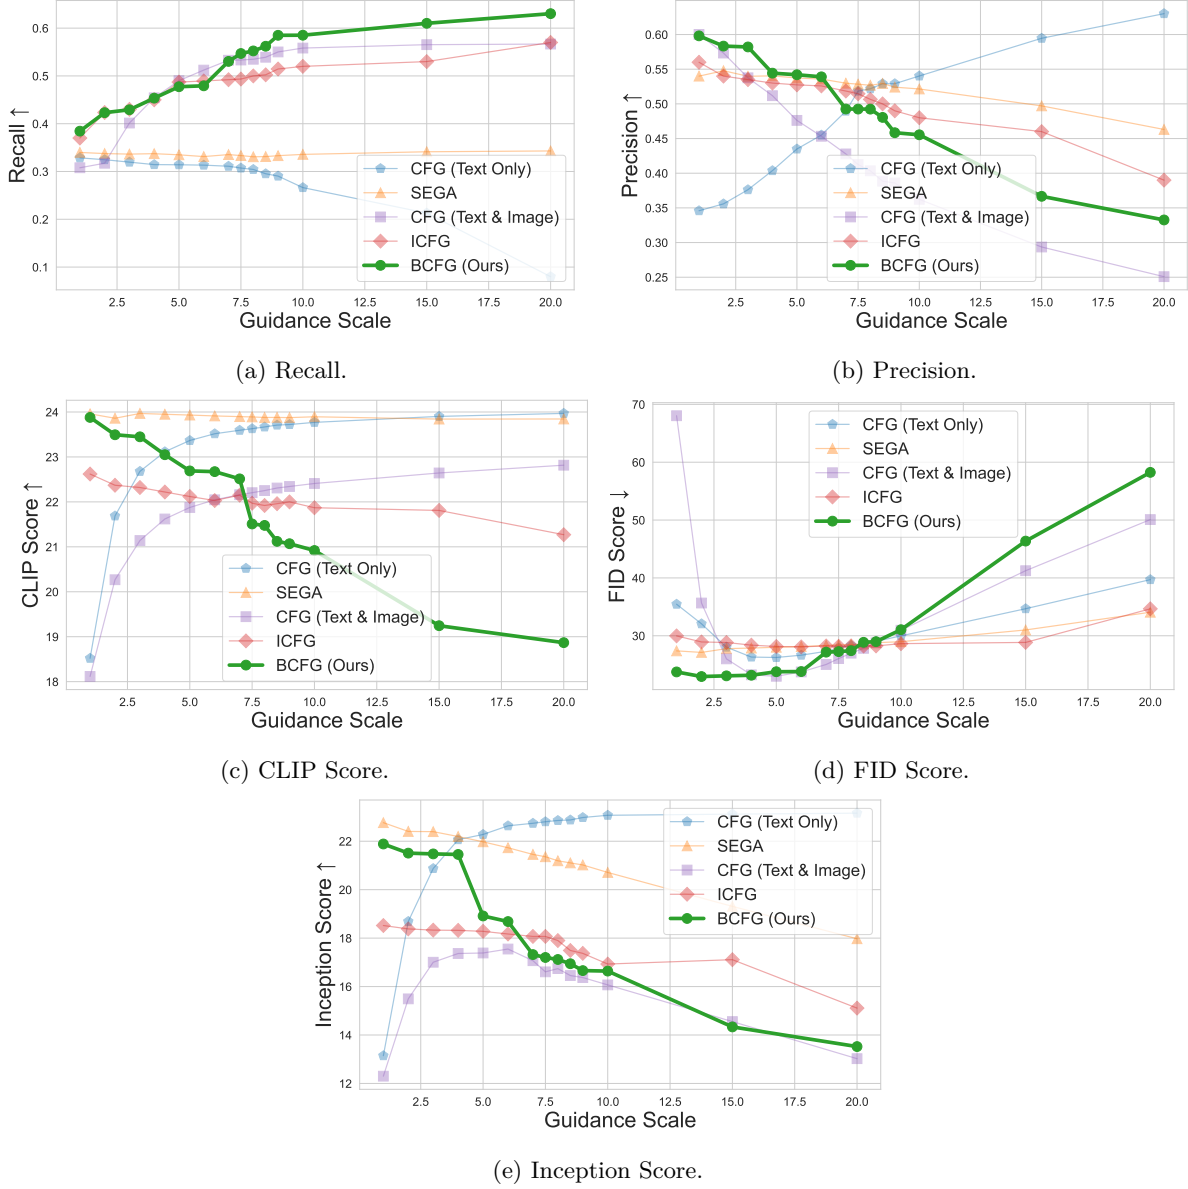 0.6
0.5
0.4
0.3
0.2
0.1
Recall ↑
2.5 5.0 7.5 10.0 12.5 15.0 17.5 20.0
Guidance Scale
CFG (Text Only)
SEGA
CFG (Text & Image)
ICFG
BCFG (Ours)
(a) Recall.
0.60
0.55
0.50
0.45
0.40
0.35
0.30
0.25
Precision ↑
2.5 5.0 7.5 10.0 12.5 15.0 17.5 20.0
Guidance Scale
CFG (Text Only)
SEGA
CFG (Text & Image)
ICFG
BCFG (Ours)
(b) Precision.
24
23
22
21
20
19
18
CLIP Score ↑
2.5 5.0 7.5 10.0 12.5 15.0 17.5 20.0
Guidance Scale
CFG (Text Only)
SEGA
CFG (Text & Image)
ICFG
BCFG (Ours)
(c) CLIP Score.
70
60
50
40
30
FID Score ↓
2.5 5.0 7.5 10.0 12.5 15.0 17.5 20.0
Guidance Scale
CFG (Text Only)
SEGA
CFG (Text & Image)
ICFG
BCFG (Ours)
(d) FID Score.
22
20
18
16
14
12
Inception Score ↑
2.5 5.0 7.5 10.0 12.5 15.0 17.5 20.0
Guidance Scale
CFG (Text Only)
SEGA
CFG (Text & Image)
ICFG
BCFG (Ours)
(e) Inception Score.